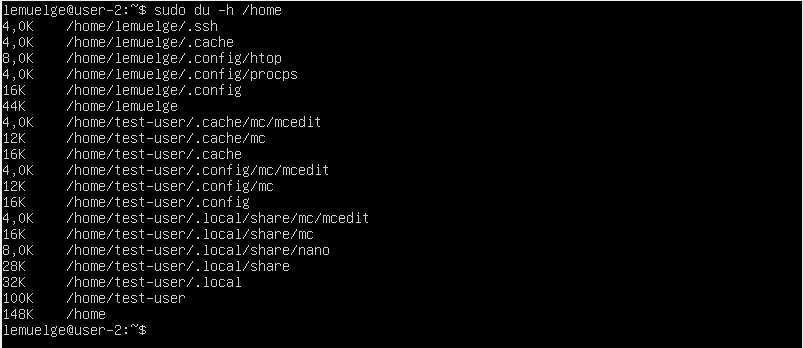 lemuelge@user-2:~$ sudo du -h /home
4,0K    /home/lemuelge/.ssh
4,0K    /home/lemuelge/.cache
8,0K    /home/lemuelge/.config/htop
4,0K    /home/lemuelge/.config/procps
16K     /home/lemuelge/.config
44K     /home/lemuelge
4,0K    /home/test-user/.cache/mc/mcedit
12K     /home/test-user/.cache/mc
16K     /home/test-user/.cache
4,0K    /home/test-user/.config/mc/mcedit
12K     /home/test-user/.config/mc
16K     /home/test-user/.config
4,0K    /home/test-user/.local/share/mc/mcedit
16K     /home/test-user/.local/share/mc
8,0K    /home/test-user/.local/share/nano
28K     /home/test-user/.local/share
32K     /home/test-user/.local
100K    /home/test-user
148K    /home
lemuelge@user-2:~$